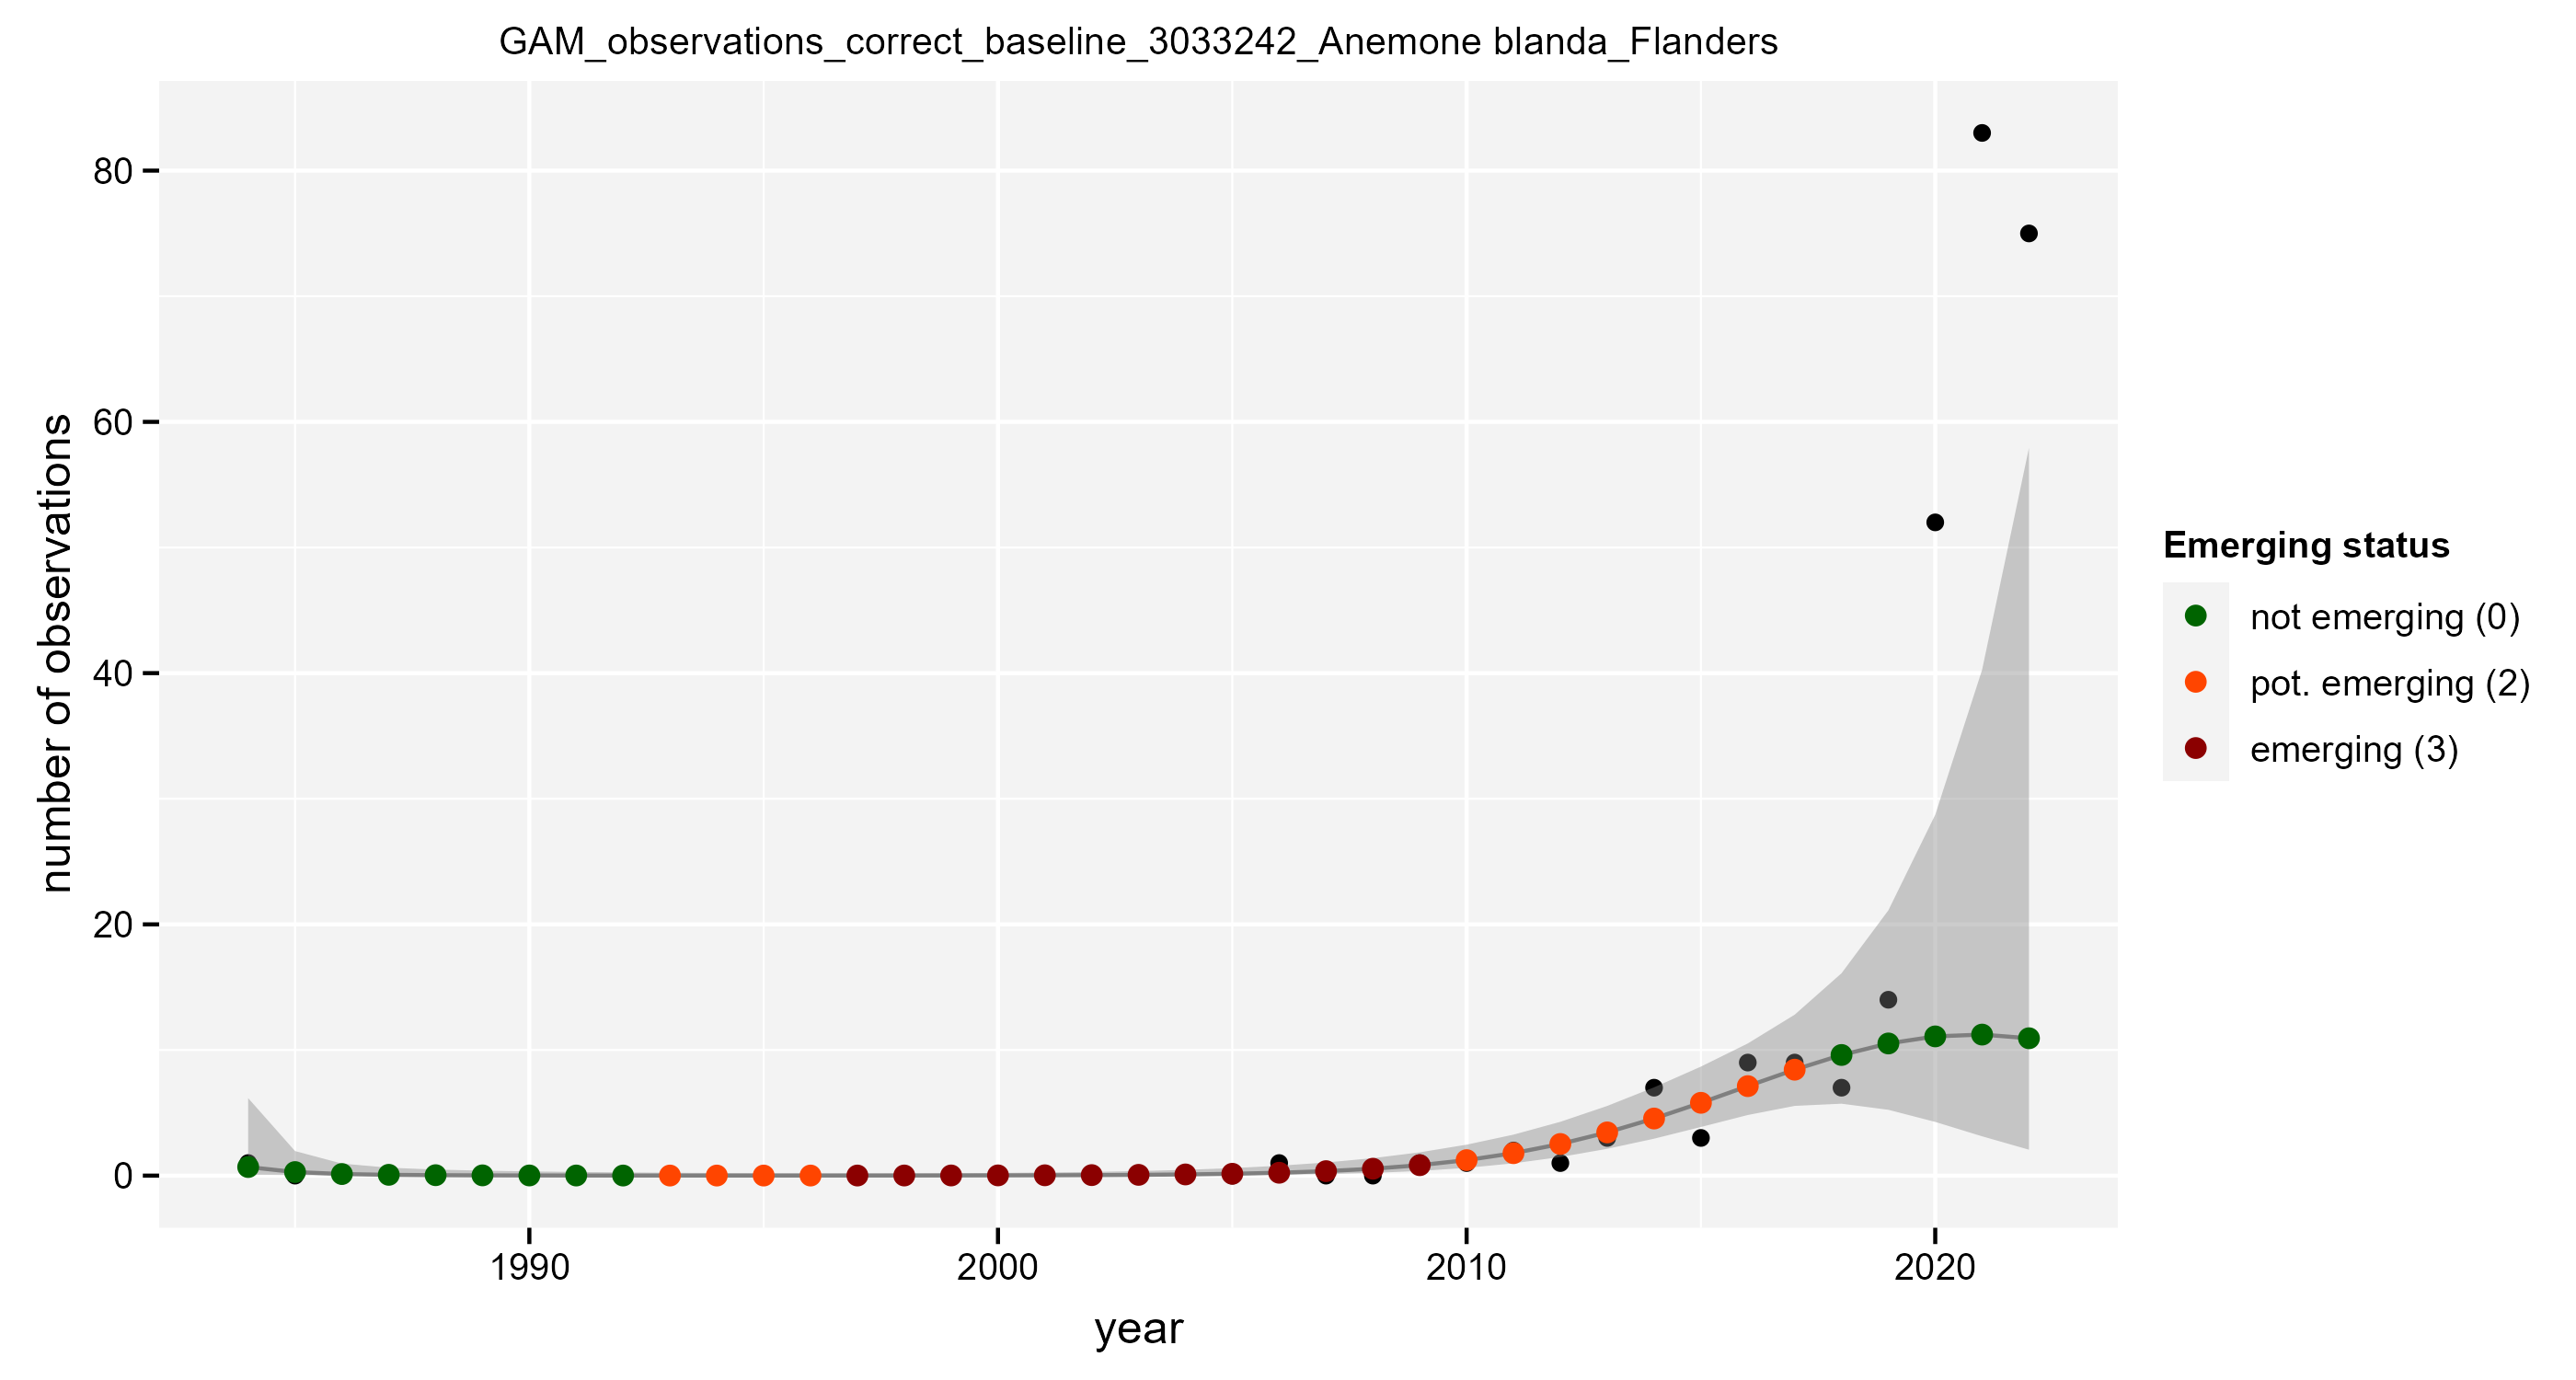 GAM_observations_correct_baseline_3033242_Anemone blanda_Flanders
number of observations
80
60
40
20
0
1990 2000 2010 2020
year
Emerging status
not emerging (0)
pot. emerging (2)
emerging (3)